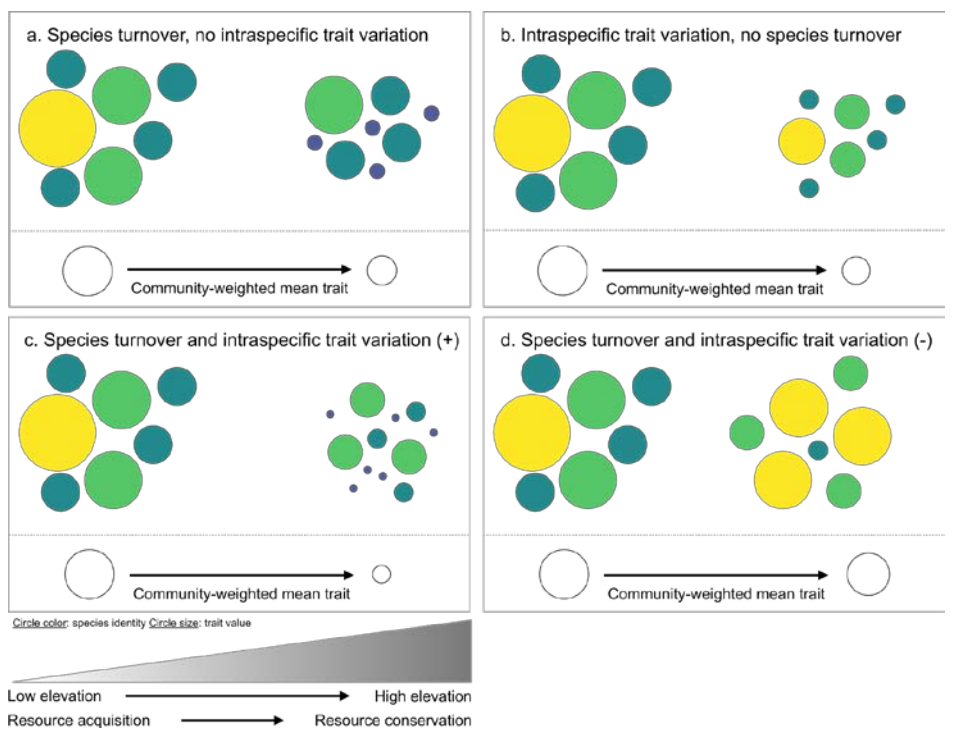 a. Species turnover, no intraspecific trait variation
Community-weighted mean trait
b. Intraspecific trait variation, no species turnover
Community-weighted mean trait
c. Species turnover and intraspecific trait variation (+)
Community-weighted mean trait
d. Species turnover and intraspecific trait variation (-)
Community-weighted mean trait
Circle color: species identity Circle size: trait value
Low elevation High elevation
Resource acquisition Resource conservation